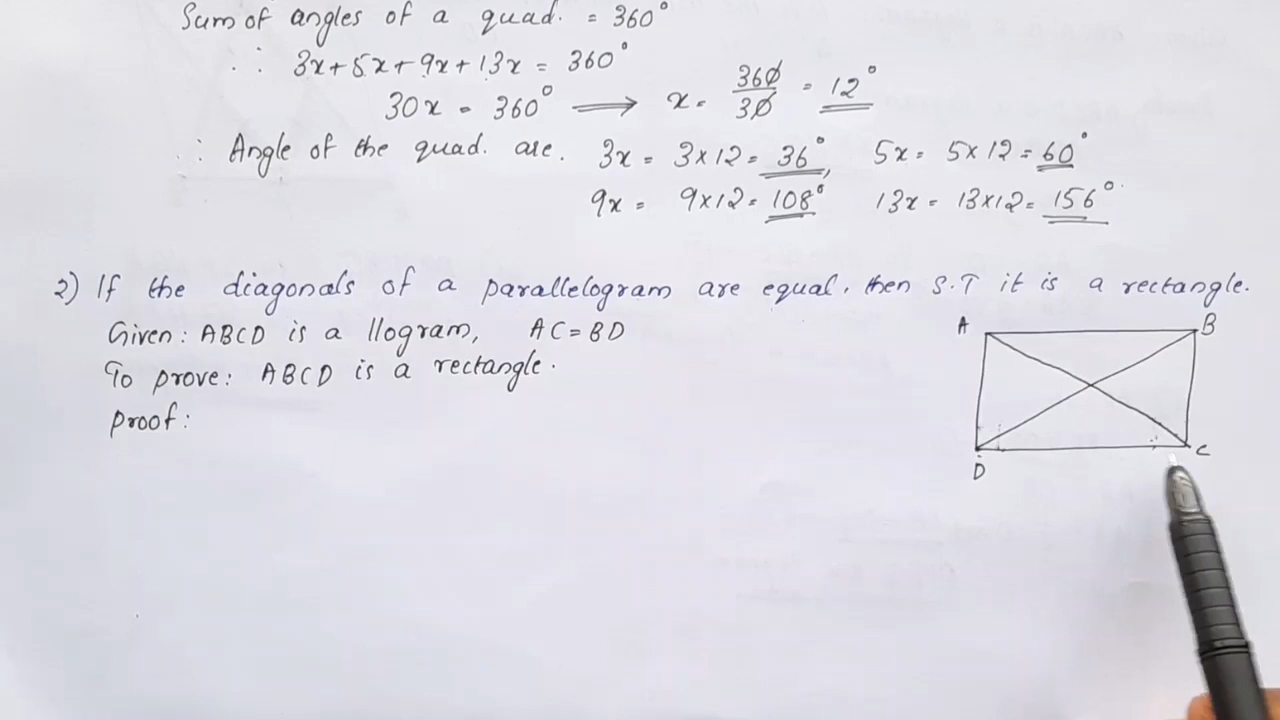 Sum of angles of a quad. = 360°
∴ 3x+5x+9x+13x = 360°
30x = 360° ⟶ x = 360/30 = 12°
∴ Angle of the quad. are. 3x = 3×12 = 36°, 5x = 5×12 = 60°
9x = 9×12 = 108° 13x = 13×12 = 156°
2) If the diagonals of a parallelogram are equal, then S.T it is a rectangle.
Given: ABCD is a llogram, AC=BD
To prove: ABCD is a rectangle.
Proof:
A B
D C